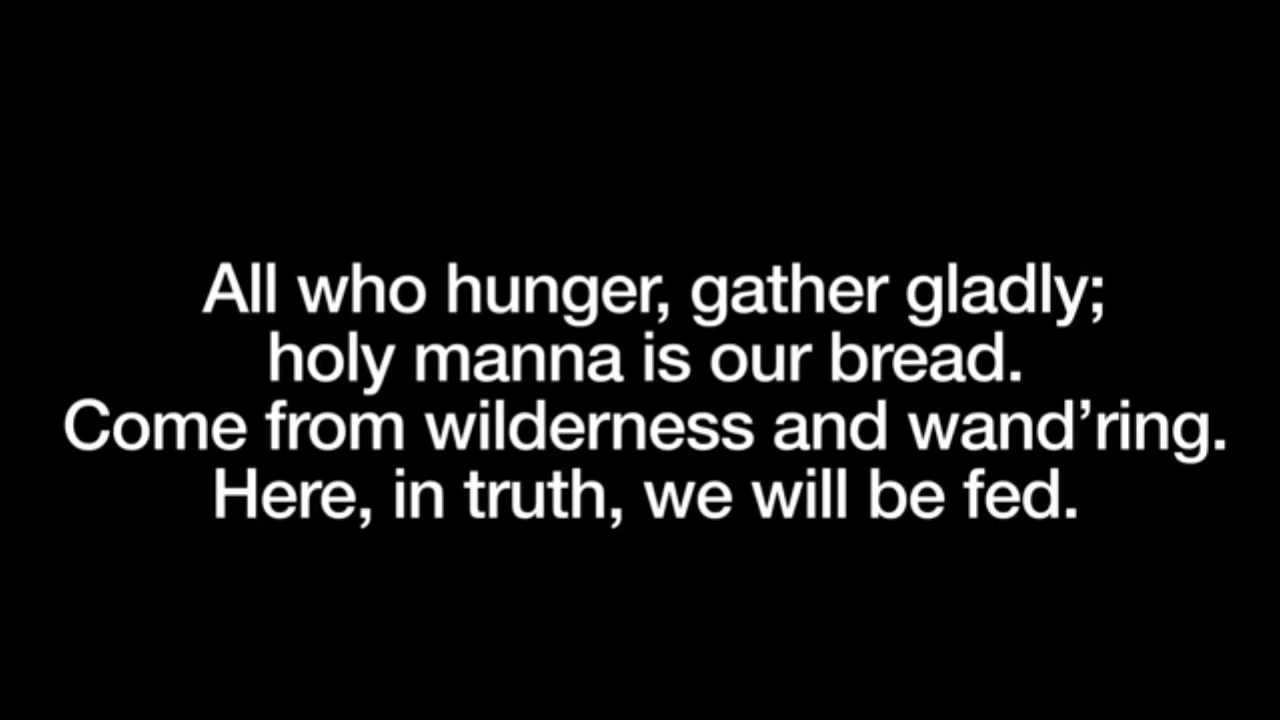 All who hunger, gather gladly;
holy manna is our bread.
Come from wilderness and wand’ring.
Here, in truth, we will be fed.